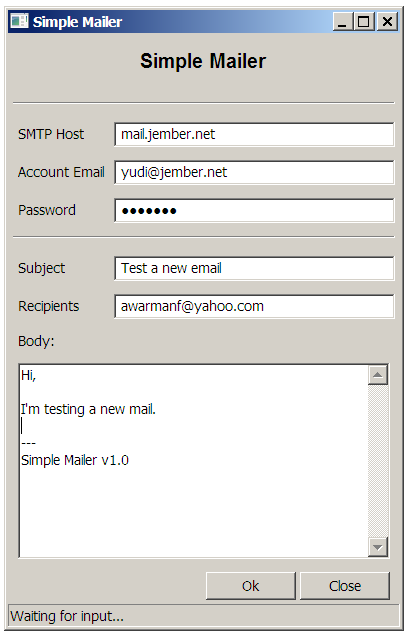 Simple Mailer
Simple Mailer
SMTP Host mail.jember.net
Account Email yudi@jember.net
Password ●●●●●●●
Subject Test a new email
Recipients awarmanf@yahoo.com
Body:
Hi,
I'm testing a new mail.
---
Simple Mailer v1.0
Ok Close
Waiting for input...